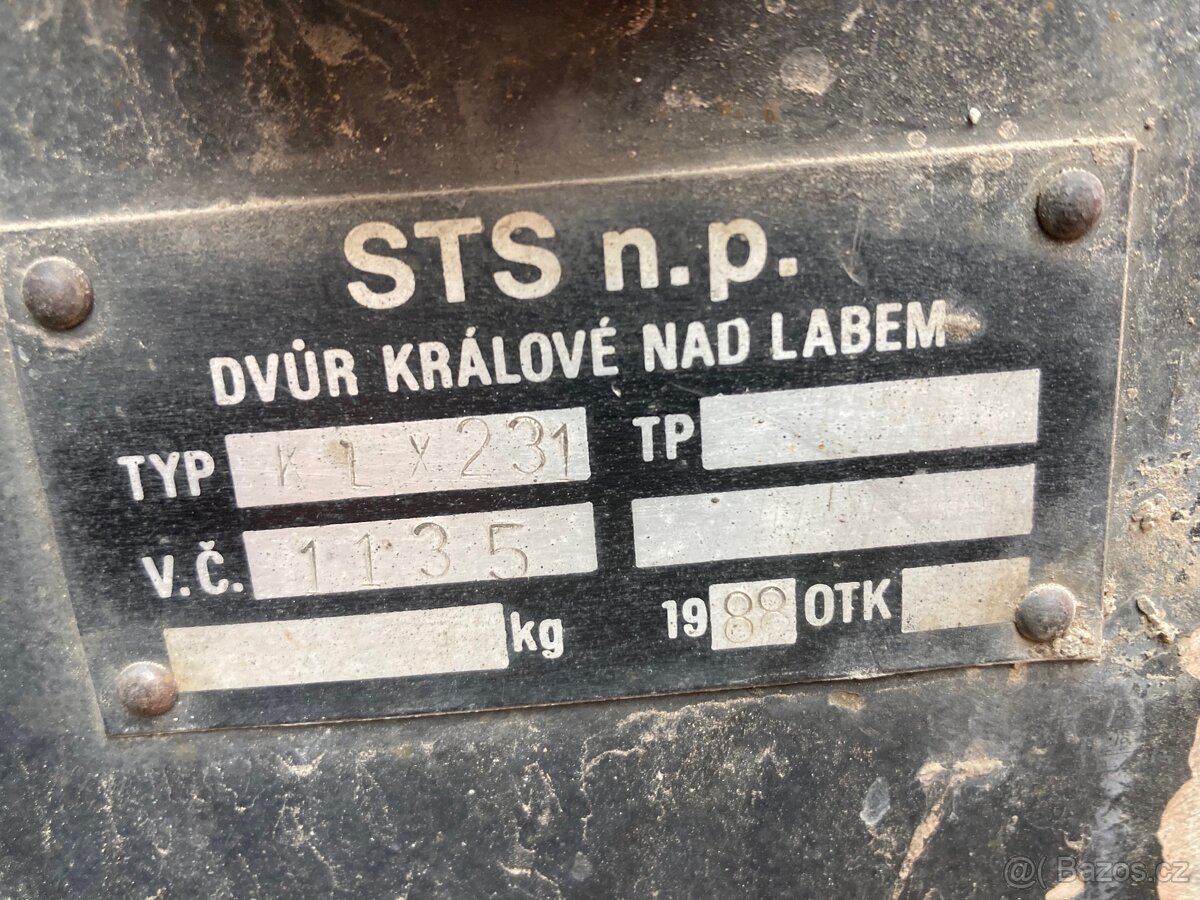 STS n.p.
DVŮR KRÁLOVÉ NAD LABEM
TYP KLX231 TP
V.Č. 1135
kg 1988 OTK
@( Bazos.cz